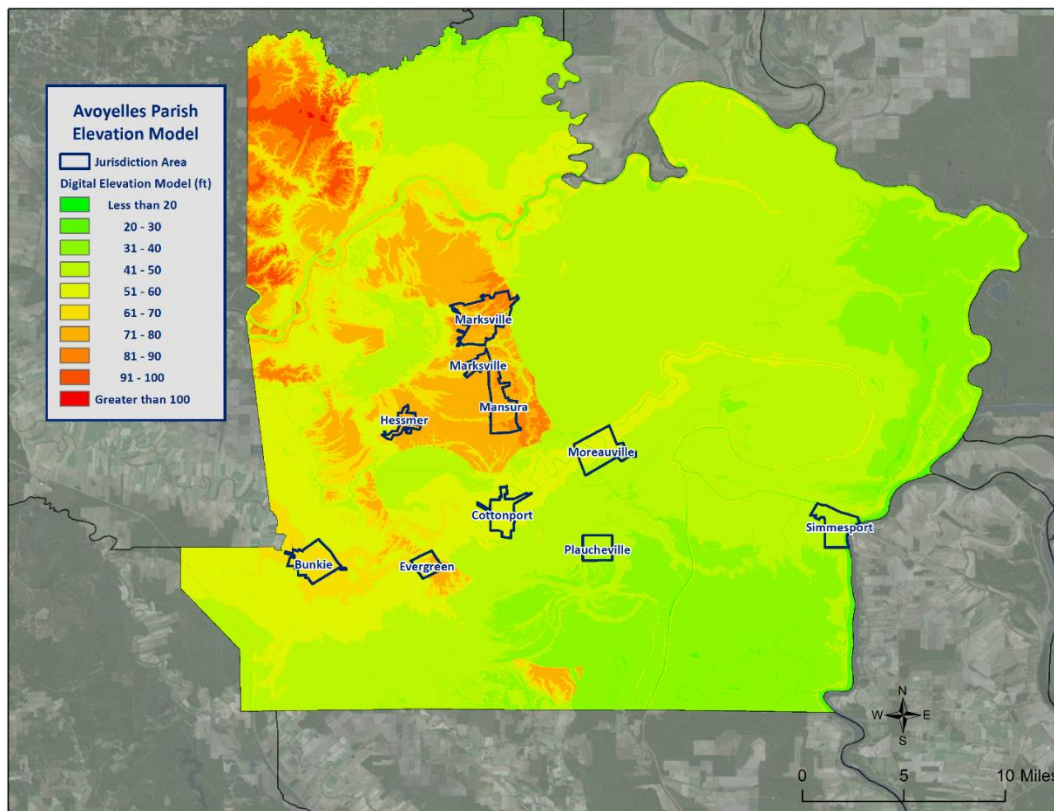 Avoyelles Parish
Elevation Model
Jurisdiction Area
Digital Elevation Model (ft)
Less than 20
20 - 30
31 - 40
41 - 50
51 - 60
61 - 70
71 - 80
81 - 90
91 - 100
Greater than 100
Marksville
Marksville
Mansura
Hessmer
Moreauville
Cottonport
Simmesport
Plaucheville
Bunkie
Evergreen
N
W E
S
0 5 10 Miles